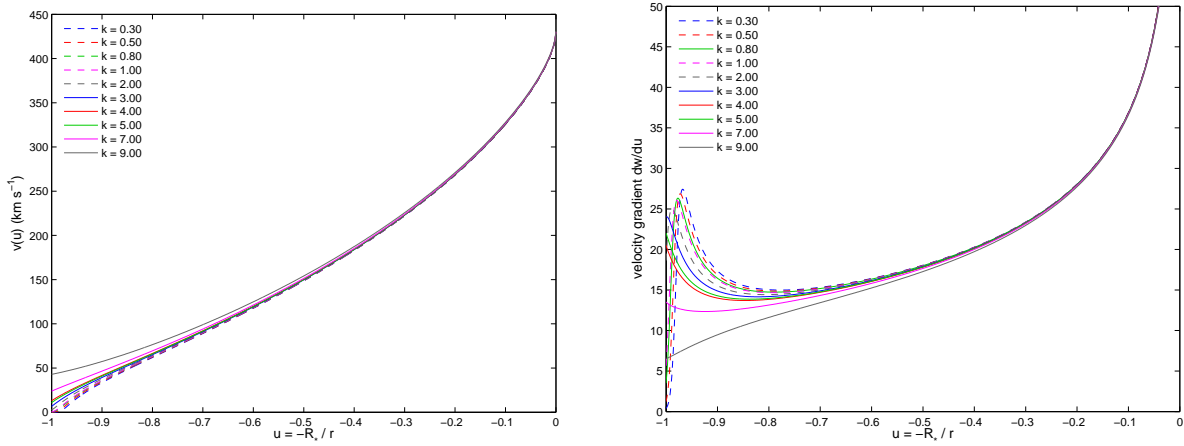 450
400
350
300
250
200
150
100
50
0
v(u) (km s⁻¹)
k = 0.30
k = 0.50
k = 0.80
k = 1.00
k = 2.00
k = 3.00
k = 4.00
k = 5.00
k = 7.00
k = 9.00
−1 −0.9 −0.8 −0.7 −0.6 −0.5 −0.4 −0.3 −0.2 −0.1 0
u = −R* / r
50
45
40
35
30
25
20
15
10
5
0
velocity gradient dw/du
k = 0.30
k = 0.50
k = 0.80
k = 1.00
k = 2.00
k = 3.00
k = 4.00
k = 5.00
k = 7.00
k = 9.00
−1 −0.9 −0.8 −0.7 −0.6 −0.5 −0.4 −0.3 −0.2 −0.1 0
u = −R* / r